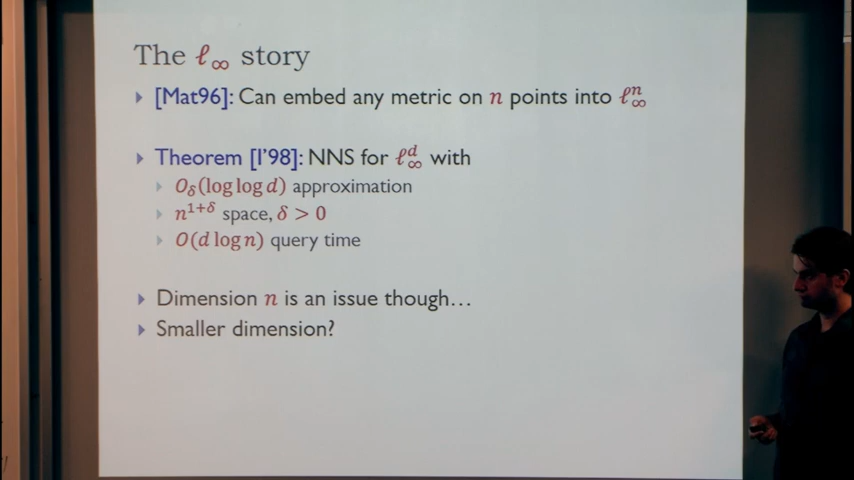 The ℓ∞ story
[Mat96]: Can embed any metric on n points into ℓ∞ⁿ
Theorem [I'98]: NNS for ℓ∞ᵈ with
O_δ(log log d) approximation
n^{1+δ} space, δ > 0
O(d log n) query time
Dimension n is an issue though…
Smaller dimension?